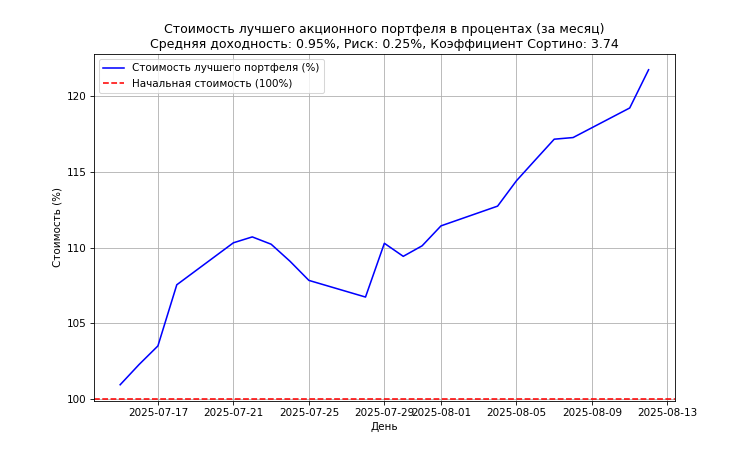 Стоимость лучшего акционного портфеля в процентах (за месяц)
Средняя доходность: 0.95%, Риск: 0.25%, Коэффициент Сортино: 3.74
Стоимость лучшего портфеля (%)
Начальная стоимость (100%)
Стоимость (%)
120
115
110
105
100
2025-07-17 2025-07-21 2025-07-25 2025-07-29 2025-08-01 2025-08-05 2025-08-09 2025-08-13
День